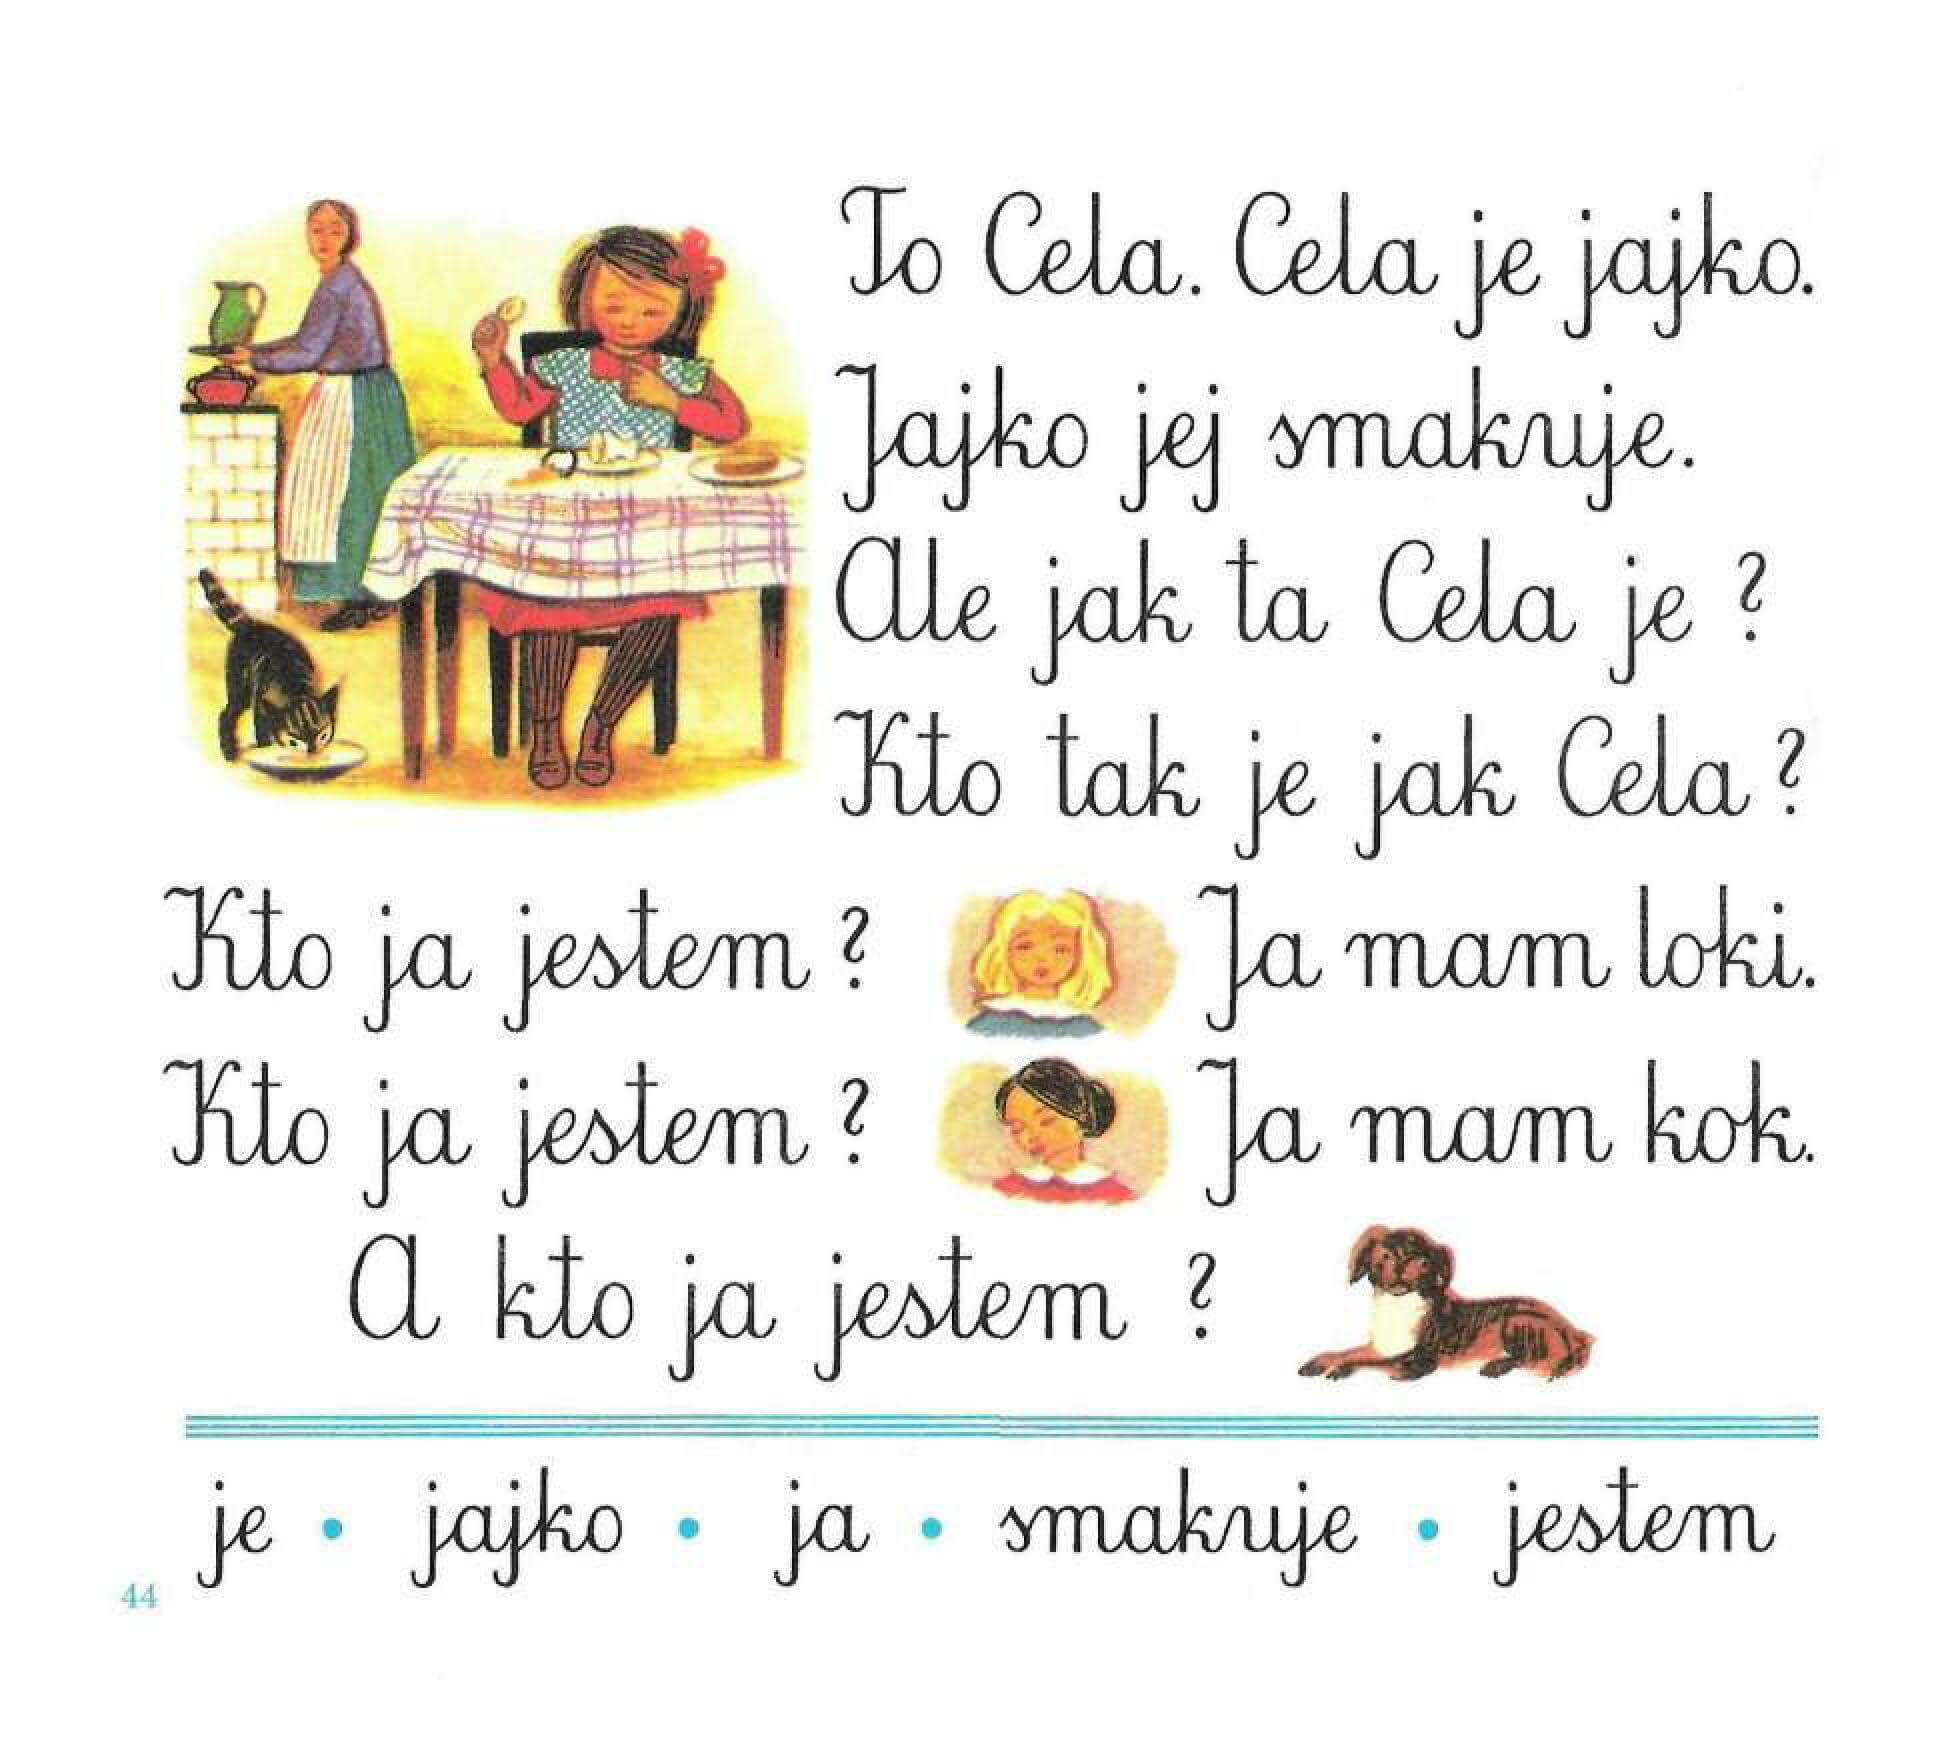 To Cela. Cela je jajko.
Jajko jej smakuje.
Ale jak ta Cela je ?
Kto tak je jak Cela ?
Kto ja jestem ? Ja mam loki.
Kto ja jestem ? Ja mam kok.
A kto ja jestem ?
je • jajko • ja • smakuje • jestem
44